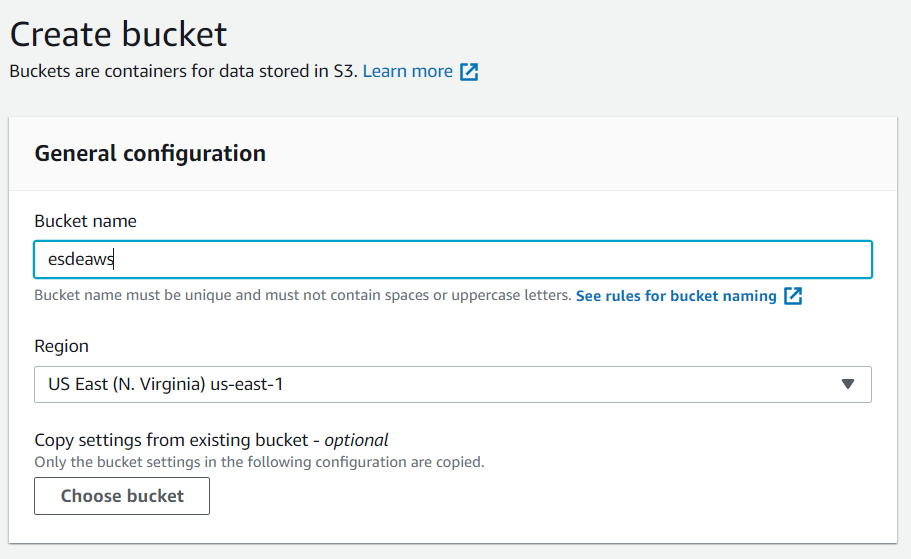 Create bucket
Buckets are containers for data stored in S3. Learn more
General configuration
Bucket name
esdeaws
Bucket name must be unique and must not contain spaces or uppercase letters. See rules for bucket naming
Region
US East (N. Virginia) us-east-1
Copy settings from existing bucket - optional
Only the bucket settings in the following configuration are copied.
Choose bucket